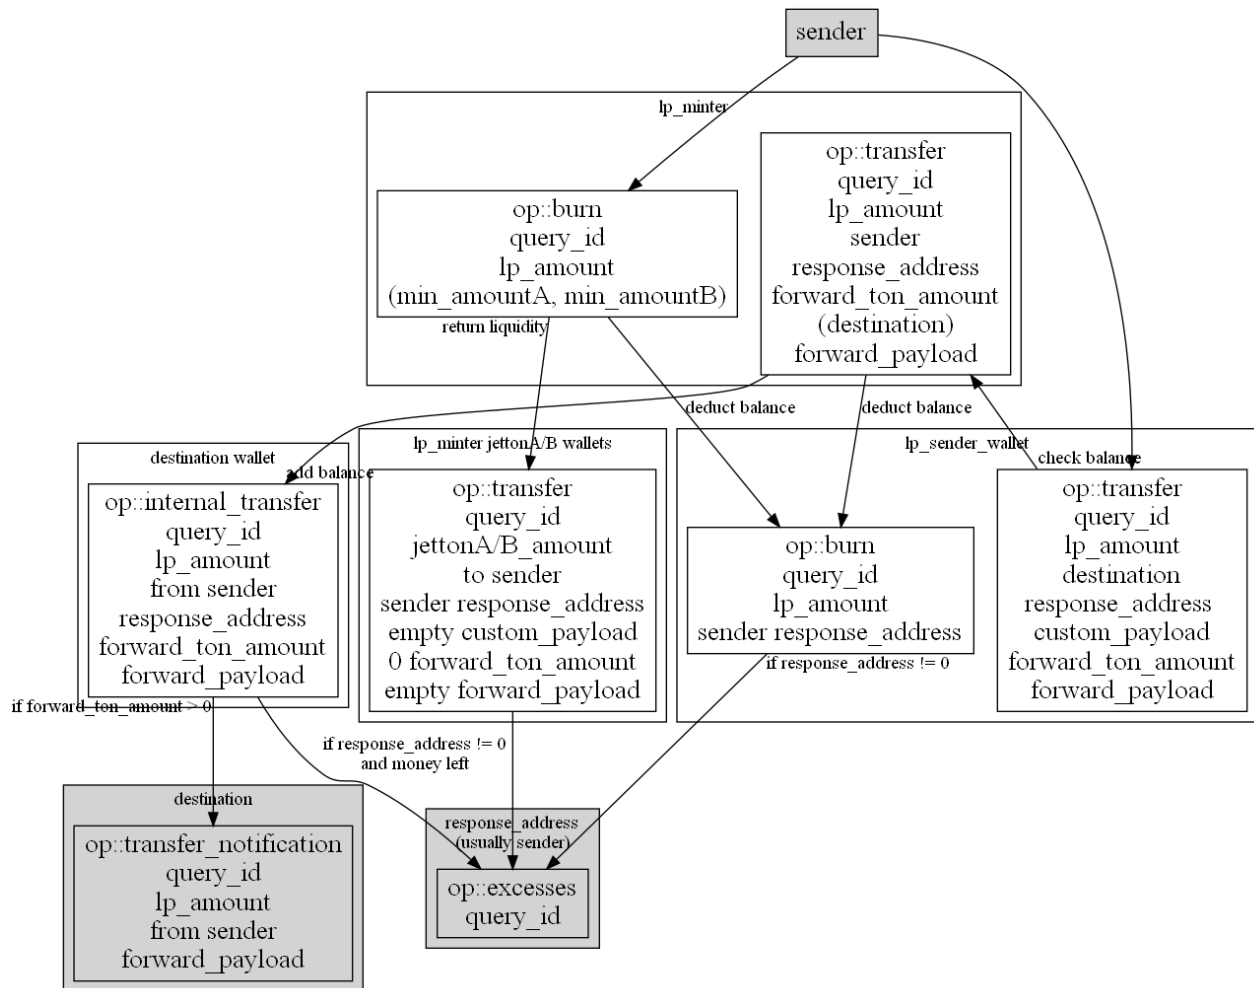 sender
lp_minter
op::transfer
query_id
lp_amount
sender
response_address
forward_ton_amount
(destination)
forward_payload
op::burn
query_id
lp_amount
(min_amountA, min_amountB)
return liquidity
deduct balance
deduct balance
add balance
check balance
destination wallet
op::internal_transfer
query_id
lp_amount
from sender
response_address
forward_ton_amount
forward_payload
lp_minter jettonA/B wallets
op::transfer
query_id
jettonA/B_amount
to sender
sender response_address
empty custom_payload
0 forward_ton_amount
empty forward_payload
lp_sender_wallet
op::burn
query_id
lp_amount
sender response_address
op::transfer
query_id
lp_amount
destination
response_address
custom_payload
forward_ton_amount
forward_payload
if response_address != 0
if forward_ton_amount > 0
if response_address != 0
and money left
destination
op::transfer_notification
query_id
lp_amount
from sender
forward_payload
response_address
(usually sender)
op::excesses
query_id